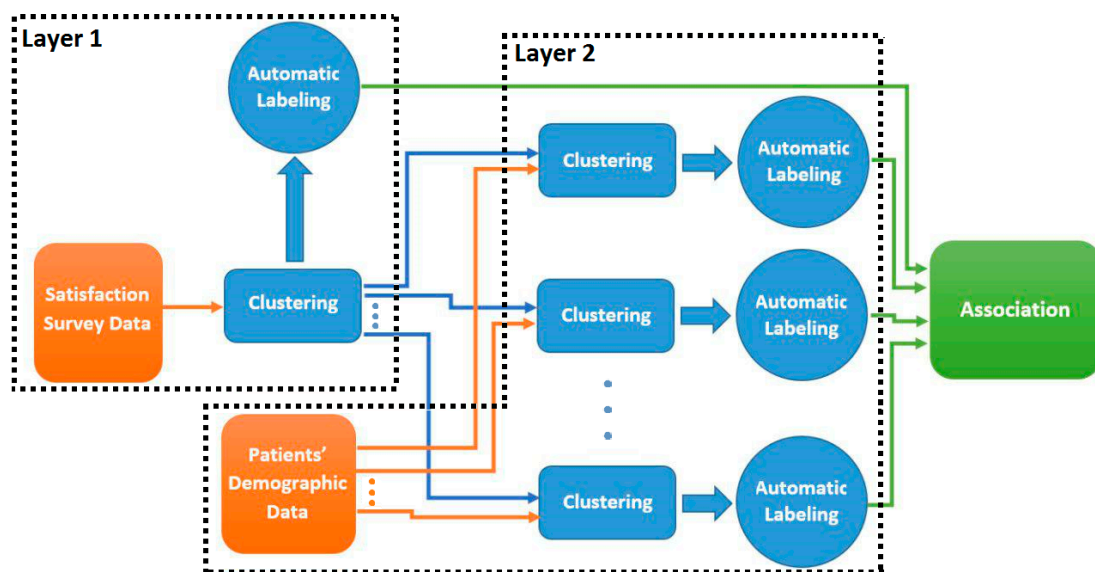 Layer 1
Automatic
Labeling
Layer 2
Clustering
Automatic
Labeling
Satisfaction
Survey Data
Clustering
Clustering
Automatic
Labeling
Association
Patients'
Demographic
Data
Clustering
Automatic
Labeling